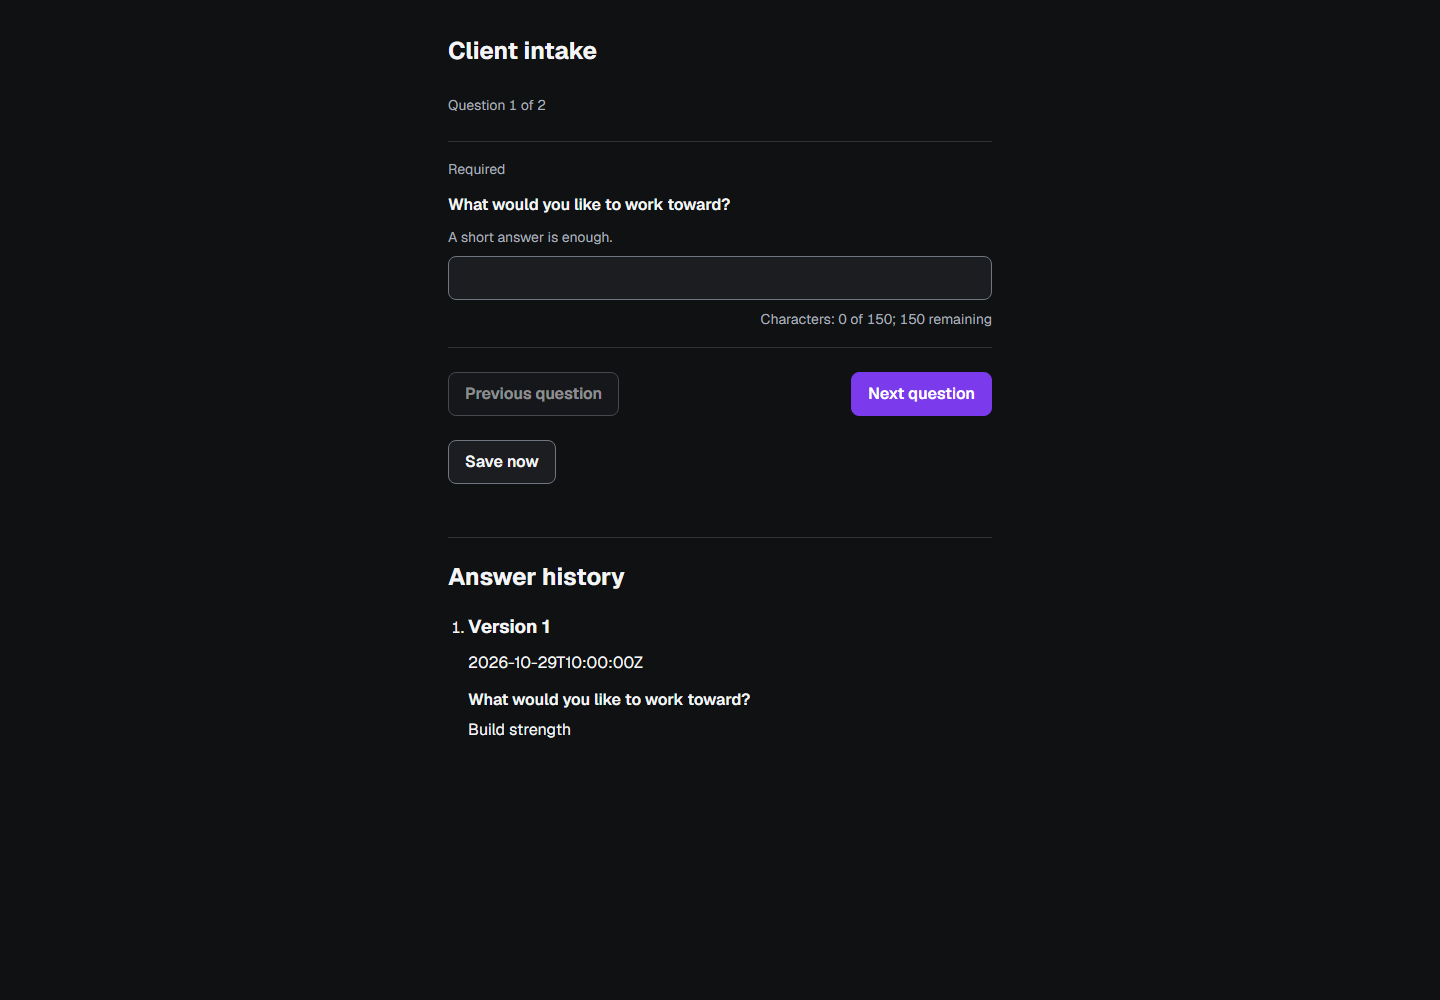 Client intake
Question 1 of 2
Required
What would you like to work toward?
A short answer is enough.
Characters: 0 of 150; 150 remaining
Previous question
Next question
Save now
Answer history
1. Version 1
2026-10-29T10:00:00Z
What would you like to work toward?
Build strength